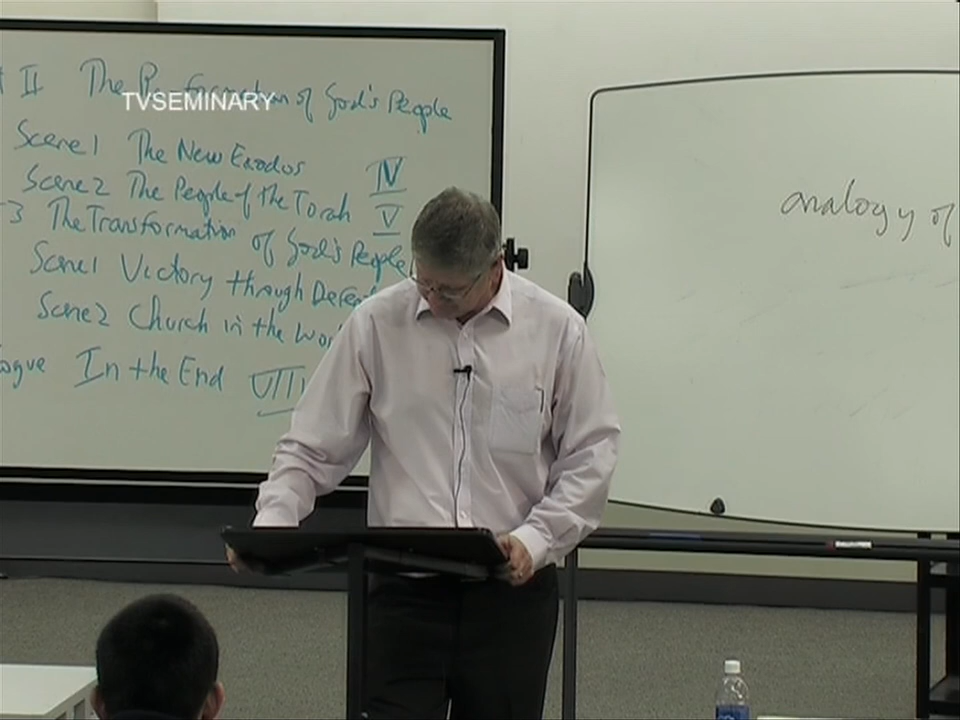 II The of God's People
TVSEMINARY
Scene 1 The New Exodus IV
Scene 2 The People of the Torah V
3 The Transformation of God's People
Scene 1 Victory through
Scene 2 Church in the
In the End VIII
analogy of